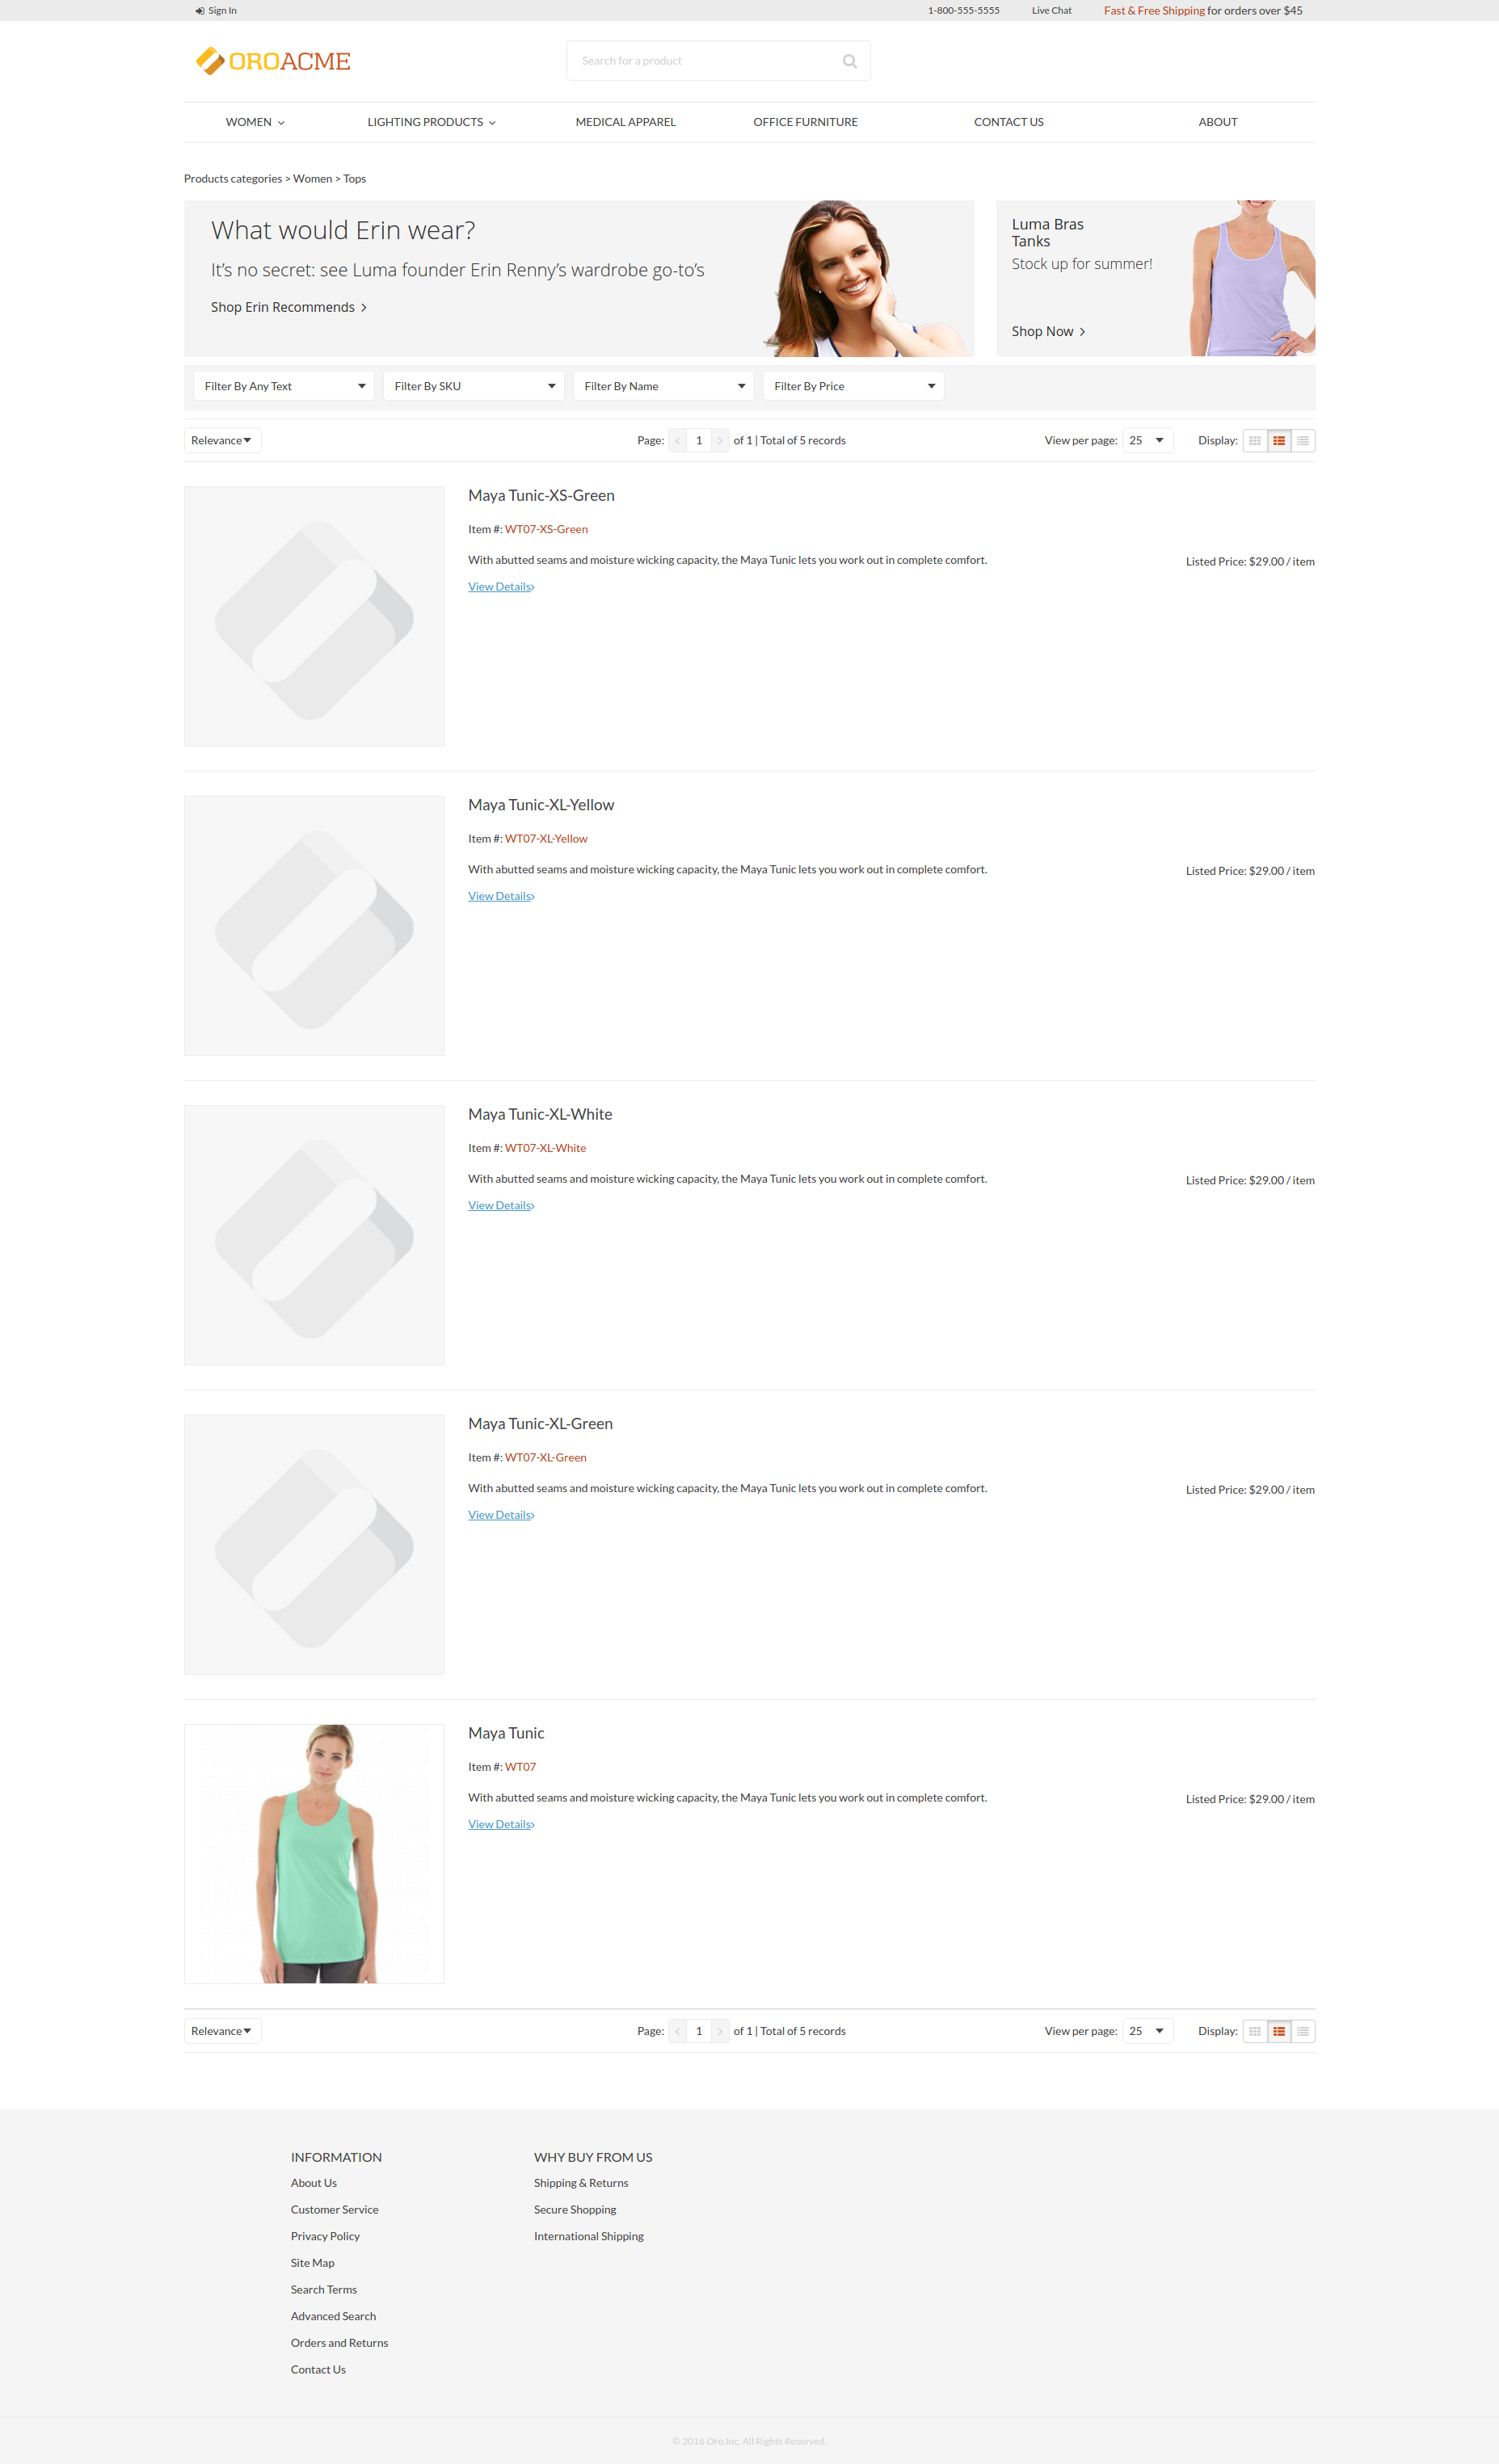 Sign In 1-800-555-5555 Live Chat Fast & Free Shipping for orders over $45
OROACME Search for a product
WOMEN LIGHTING PRODUCTS MEDICAL APPAREL OFFICE FURNITURE CONTACT US ABOUT
Products categories > Women > Tops
What would Erin wear?
It's no secret: see Luma founder Erin Renny's wardrobe go-to's
Shop Erin Recommends >
Luma Bras
Tanks
Stock up for summer!
Shop Now >
Filter By Any Text Filter By SKU Filter By Name Filter By Price
Relevance Page: < 1 > of 1 | Total of 5 records View per page: 25 Display:
Maya Tunic-XS-Green
Item #: WT07-XS-Green
With abutted seams and moisture wicking capacity, the Maya Tunic lets you work out in complete comfort. Listed Price: $29.00 / item
View Details>
Maya Tunic-XL-Yellow
Item #: WT07-XL-Yellow
With abutted seams and moisture wicking capacity, the Maya Tunic lets you work out in complete comfort. Listed Price: $29.00 / item
View Details>
Maya Tunic-XL-White
Item #: WT07-XL-White
With abutted seams and moisture wicking capacity, the Maya Tunic lets you work out in complete comfort. Listed Price: $29.00 / item
View Details>
Maya Tunic-XL-Green
Item #: WT07-XL-Green
With abutted seams and moisture wicking capacity, the Maya Tunic lets you work out in complete comfort. Listed Price: $29.00 / item
View Details>
Maya Tunic
Item #: WT07
With abutted seams and moisture wicking capacity, the Maya Tunic lets you work out in complete comfort. Listed Price: $29.00 / item
View Details>
Relevance Page: < 1 > of 1 | Total of 5 records View per page: 25 Display:
INFORMATION
About Us
Customer Service
Privacy Policy
Site Map
Search Terms
Advanced Search
Orders and Returns
Contact Us
WHY BUY FROM US
Shipping & Returns
Secure Shopping
International Shipping
© 2016 Oro.Inc. All Rights Reserved.